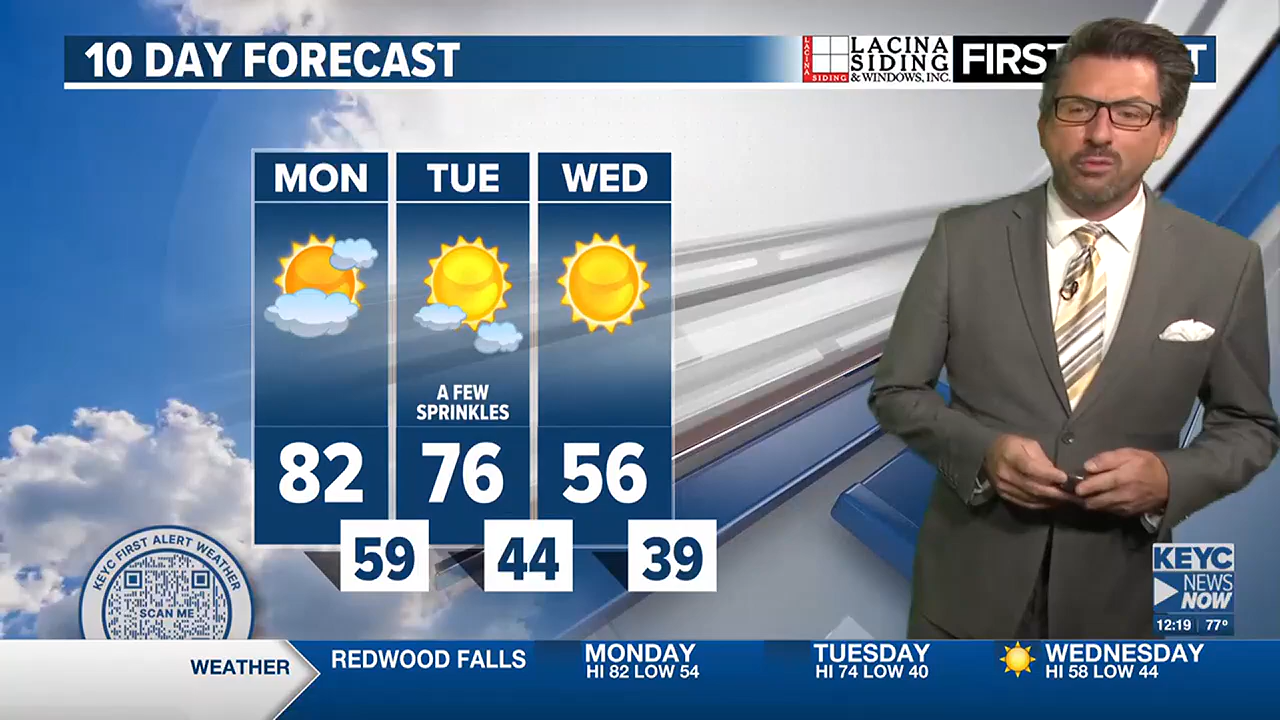 10 DAY FORECAST
LACINA
SIDING
LACINA
SIDING
& WINDOWS, INC.
FIRST
T
MON
TUE
WED
A FEW
SPRINKLES
82
76
56
59
44
39
KEYC FIRST ALERT WEATHER
SCAN ME
KEYC
NEWS
NOW
12:19 77°
WEATHER
REDWOOD FALLS
MONDAY
HI 82 LOW 54
TUESDAY
HI 74 LOW 40
WEDNESDAY
HI 58 LOW 44